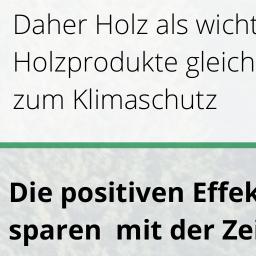 Daher Holz als wicht
Holzprodukte gleich
zum Klimaschutz
Die positiven Effek
sparen mit der Zei